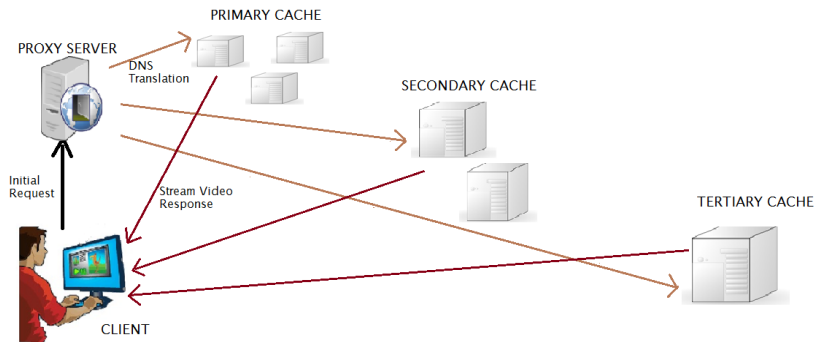 PRIMARY CACHE
PROXY SERVER
DNS
Translation
SECONDARY CACHE
Initial
Request
Stream Video
Response
TERTIARY CACHE
CLIENT